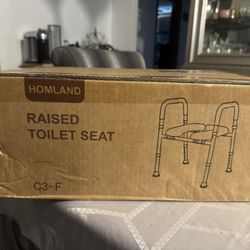 HOMLAND
RAISED
TOILET SEAT
C3-F